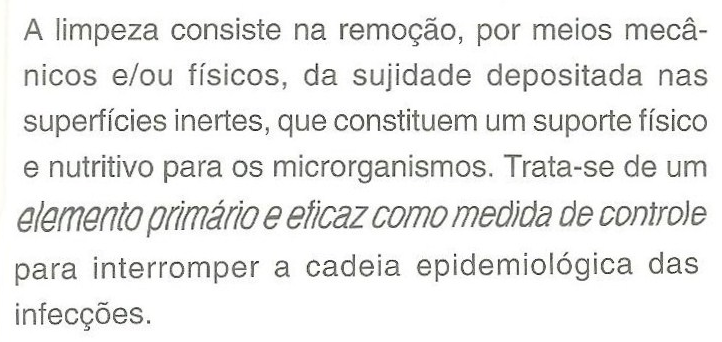 A limpeza consiste na remoção, por meios mecâ-
nicos e/ou físicos, da sujidade depositada nas
superfícies inertes, que constituem um suporte físico
e nutritivo para os microrganismos. Trata-se de um
elemento primário e eficaz como medida de controle
para interromper a cadeia epidemiológica das
infecções.